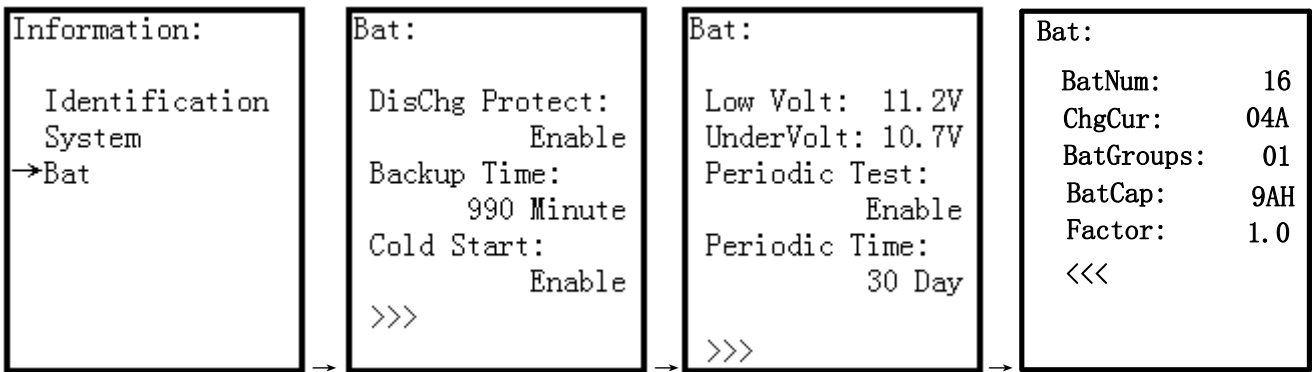 Information:
Identification
System
→Bat
→
Bat:
DisChg Protect:
Enable
Backup Time:
990 Minute
Cold Start:
Enable
>>>
→
Bat:
Low Volt: 11.2V
UnderVolt: 10.7V
Periodic Test:
Enable
Periodic Time:
30 Day
>>>
→
Bat:
BatNum: 16
ChgCur: 04A
BatGroups: 01
BatCap: 9AH
Factor: 1.0
<<<